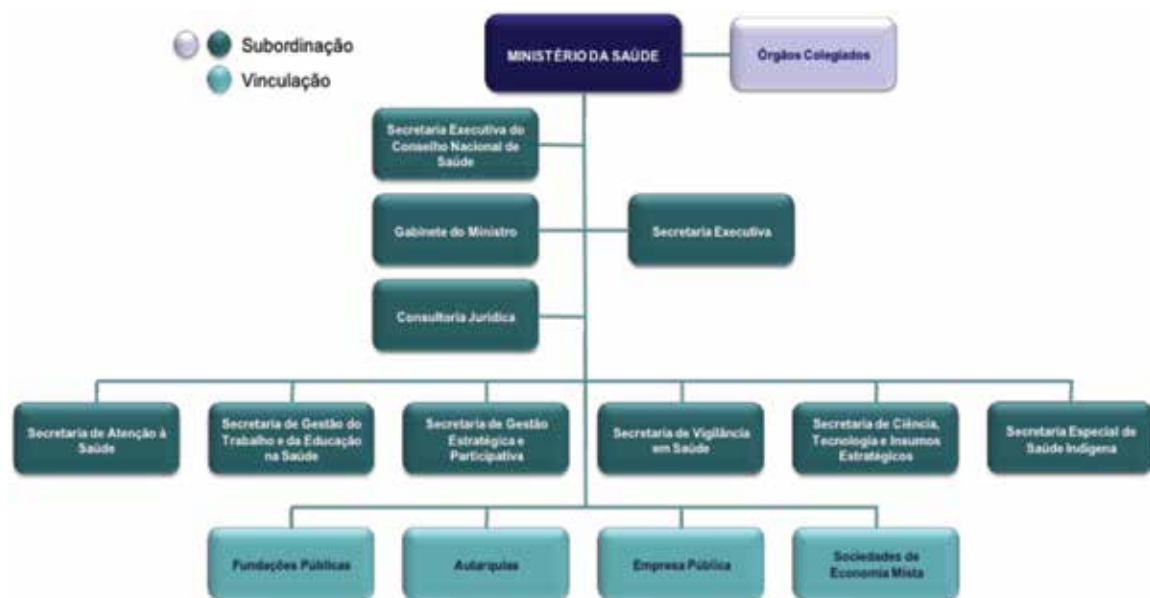 Subordinação
Vinculação
MINISTÉRIO DA SAÚDE
Órgãos Colegiados
Secretaria Executiva do
Conselho Nacional de
Saúde
Gabinete do Ministro
Secretaria Executiva
Consultoria Jurídica
Secretaria de Atenção à
Saúde
Secretaria de Gestão do
Trabalho e da Educação
na Saúde
Secretaria de Gestão
Estratégica e
Participativa
Secretaria de Vigilância
em Saúde
Secretaria de Ciência,
Tecnologia e Insumos
Estratégicos
Secretaria Especial de
Saúde Indígena
Fundações Públicas
Autarquias
Empresa Pública
Sociedades de
Economia Mista